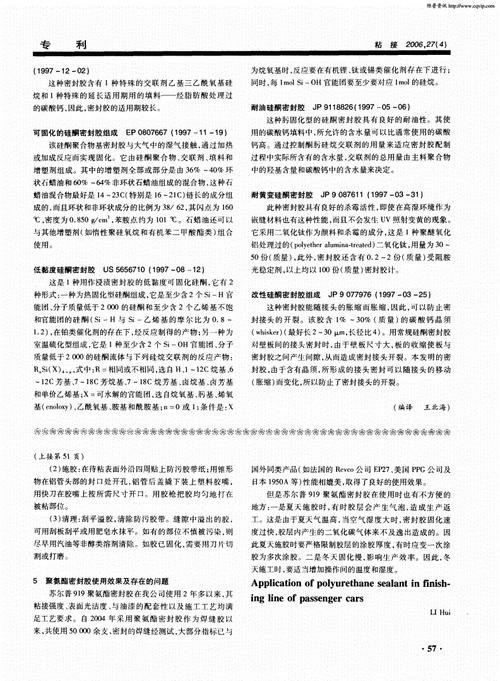 维普资讯 http://www.cqvip.com
专 利
粘 接 2006,27(4)
(1997-12-02)
这种密封胶含有1种特殊的交联剂乙基三乙酰氧基硅
烷和1种特殊的延长适用期用的填料——经脂肪酸处理过
的碳酸钙,因此,密封胶的适用期较长。
可固化的硅酮密封胶组成 EP 0807667 (1997-11-19)
该硅酮聚合物基密封胶与大气中的湿气接触,通过加热
或加成反应而实现固化。它由硅酮聚合物、交联剂、填料和
增塑剂组成。其中的增塑剂全部或部分是由36%~40%环
状石蜡油和60%~64%非环状石蜡油组成的混合物,这种石
蜡油混合物最好是14~23C(特别是16~21C)链长的成分组
成的,而且环状和非环状成分的比例为38/62,其闪点为160
℃,密度为0.850 g/cm³,苯胺点约为101 ℃。石蜡油还可以
与其他增塑剂(如惰性聚硅氧烷和有机苯二甲酸酯类)组合
使用。
低黏度硅酮密封胶 US 5656710 (1997-08-12)
这是1种用作浸渍密封胶的低黏度可固化硅酮,它有2
种形式:一种为热固化型硅酮组成,它是至少含2个Si-H官
能团、分子质量低于2 000的硅酮和至少含2个乙烯基不饱
和官能团的硅酮(Si-H与Si-乙烯基的摩尔比为0.8~
1.2),在铂类催化剂的存在下,经反应制得的产物;另一种为
室温硫化型组成,它是1种至少含2个Si-OH官能团、分子
质量低于2 000的硅酮流体与下列硅烷交联剂的反应产物:
式中:R=相同或不同,选自H、1~12C烷基、6
~12C芳基、7~18C芳烷基、7~18C烷芳基、卤烷基、卤芳基
和单价乙烯基;X=可水解的官能团,选自烷氧基、肟基、烯氧
基(enoloxy)、乙酰氧基、胺基和酰胺基;n=0或1;条件是:X
为烷氧基时,反应要在有机锂、钛或锡类催化剂存在下进行;
同时,每1mol Si-OH官能团要至少要对应1mol的硅烷。
耐油硅酮密封胶 JP 9118826 (1997-05-06)
这种肟固化型的密封胶具有良好的耐油性。其使
用的碳酸钙填料中,所允许的含水量可以比通常使用的碳酸
钙高。通过控制酮肟硅烷交联剂的用量来适应密封胶配制
过程中实际所含有的含水量,交联剂的总用量由主料聚合物
中的羟基含量和碳酸钙中的含水量来决定。
耐黄变硅酮密封胶 JP 9087611 (1997-03-31)
此种密封胶具有良好的杀霉活性,即使在高湿环境作为
嵌缝材料也有这种性能,而且不会发生UV照射变黄的现象。
它采用二氧化钛作为颜料和杀霉的成分,这是1种聚醚氧化
铝处理过的(polyether alumina-treated)二氧化钛,用量为30~
50份(质量),此外,密封胶还含有0.2~2份(质量)受阻胺
光稳定剂,以上均以100份(质量)密封胶计。
改性硅酮密封胶 JP 9077976 (1997-03-25)
这种密封胶能随接头的胀缩而胀缩,因此,可以防止密
封接头的开裂。该胶含1%~30%(质量)的碳酸钙晶须
(whisker)(最好长2~30 μm,长径比4)。用常规硅酮密封胶
对壁板间的接头密封时,由于壁板尺寸大,板的收缩使板与
密封胶之间产生间隙,从而造成密封接头开裂。本发明的密
封胶,由于含有晶须,所形成的接头密封可以随接头的移动
(胀缩)而变化,所以防止了密封接头的开裂。
(编译 王北海)
(上接第51页)
(2)施胶:在待粘表面外沿四周贴上防污胶带纸;用锥形
物在铝管头部的封口处开孔,铝管后盖撬下装上塑料胶嘴,
用快刀在胶嘴上按所需尺寸开口。用胶枪把胶均匀地打在
被粘部位。
(3)清理:刮平溢胶,清除防污胶带。缝隙中溢出的胶,
可用刮板刮平或用肥皂水抹平。如有的部位不慎被污染,则
尽早用汽油等非醇类溶剂清除。如胶已固化,需要用刀片切
割或打磨。
5 聚氨酯密封胶使用效果及存在的问题
苏尔普919聚氨酯密封胶在我公司使用2年多以来,其
粘接强度、表面光洁度、与油漆的配套性以及施工工艺均满
足工艺要求。自2004年采用聚氨酯密封胶作为焊缝胶以
来,共使用50 000余支,密封的焊缝经测试,大部分指标已与
国外同类产品(如法国的Revco公司EP27、美国PPG公司及
日本1950A等)性能相媲美,取得了良好的使用效果。
但是苏尔普919聚氨酯密封胶在使用时也有不方便的
地方:一是夏天施胶时,有时胶层会产生气泡,造成生产返
工。这是由于夏天气温高,当空气湿度大时,密封胶固化速
度过快,胶层内产生的二氧化碳气体来不及逸出造成的。因
此夏天施胶时要严格限制胶层的涂胶厚度,有时应变一次涂
胶为多次涂胶。二是冬天固化慢,影响生产效率。因此,冬
天施工时,要适当增加操作间的温度和湿度。
Application of polyurethane sealant in finish-
ing line of passenger cars
LI Hui
·57·